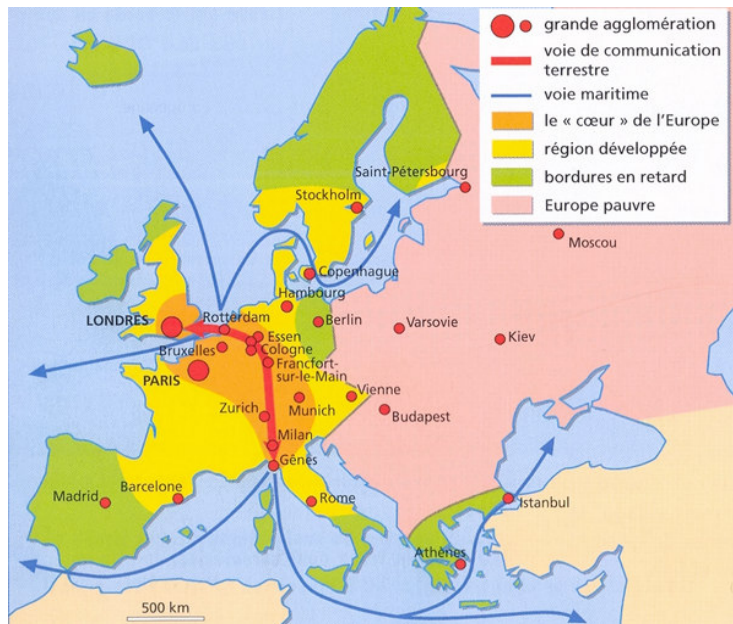 grande agglomération
voie de communication
terrestre
voie maritime
le « cœur » de l'Europe
région développée
bordures en retard
Europe pauvre
Saint-Pétersbourg
Stockholm
Moscou
Copenhague
Hambourg
LONDRES
Rotterdam
Berlin
Varsovie
Essen
Kiev
Bruxelles
Cologne
PARIS
Francfort-
sur-le-Main
Vienne
Zurich
Munich
Budapest
Milan
Gênes
Barcelone
Madrid
Rome
Istanbul
Athènes
500 km